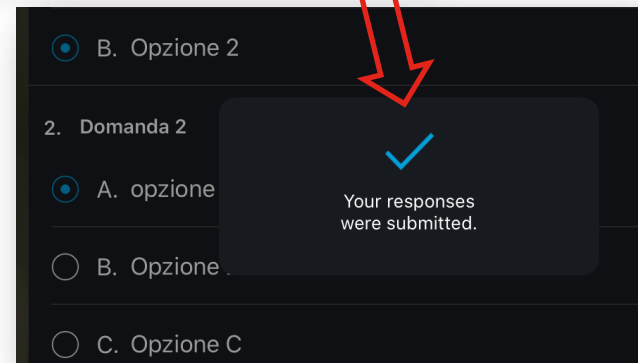 B. Opzione 2
2. Domanda 2
A. opzione
Your responses
were submitted.
B. Opzione
C. Opzione C